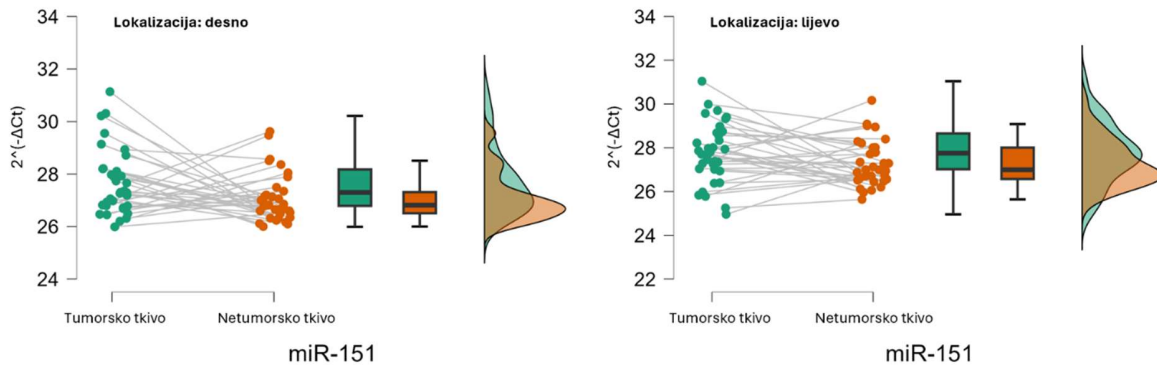 Lokalizacija: desno
2^(-ΔCt)
34
32
30
28
26
24
Tumorsko tkivo
Netumorsko tkivo
miR-151
Lokalizacija: lijevo
2^(-ΔCt)
34
32
30
28
26
24
22
Tumorsko tkivo
Netumorsko tkivo
miR-151